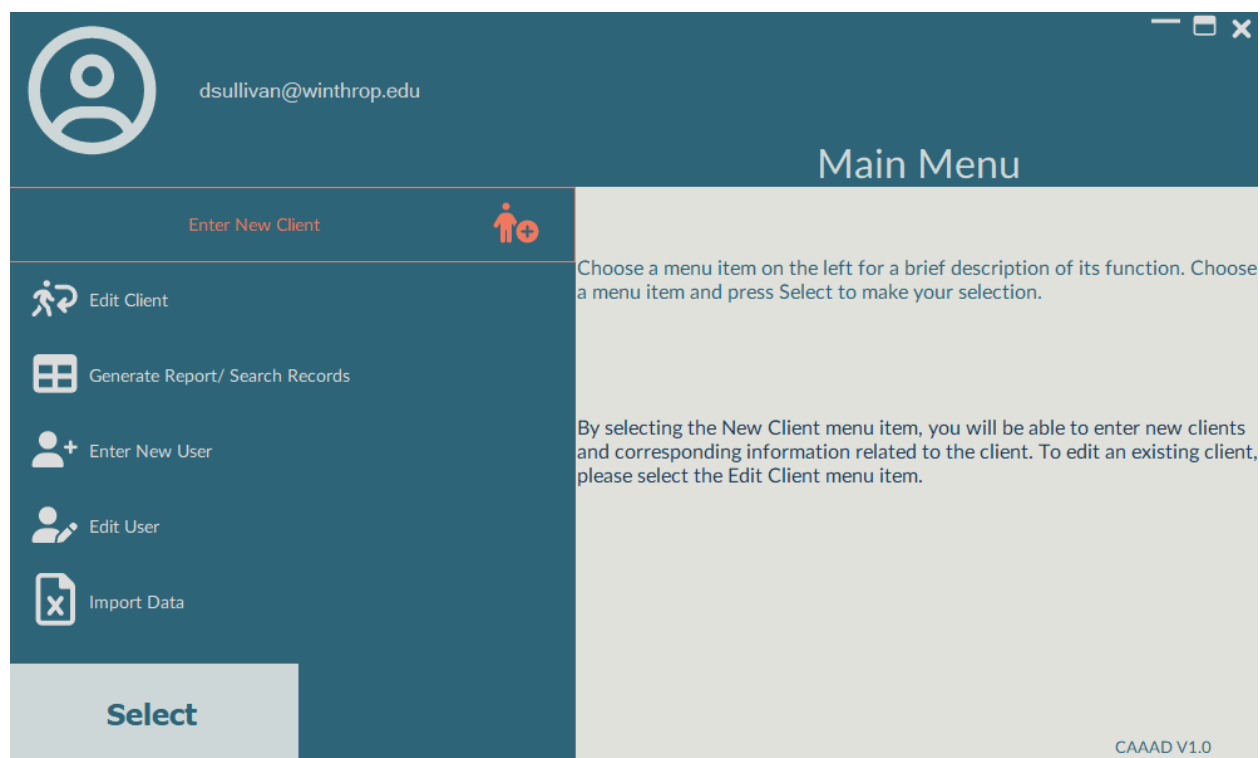 dsullivan@winthrop.edu
Main Menu
Enter New Client
Edit Client
Generate Report/ Search Records
Enter New User
Edit User
Import Data
Select
Choose a menu item on the left for a brief description of its function. Choose
a menu item and press Select to make your selection.
By selecting the New Client menu item, you will be able to enter new clients
and corresponding information related to the client. To edit an existing client,
please select the Edit Client menu item.
CAAAD V1.0